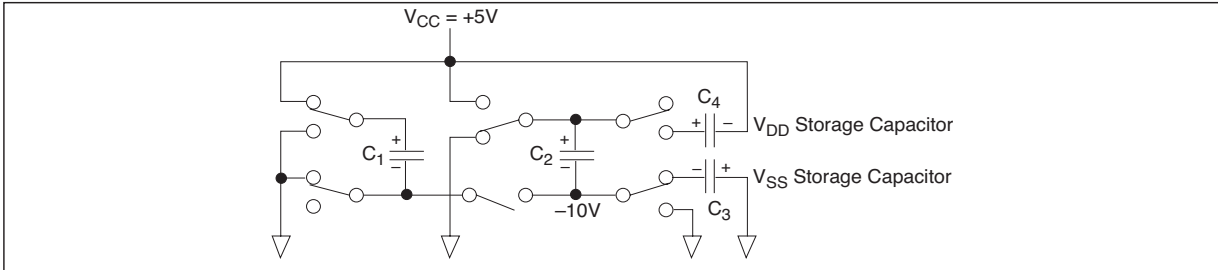 V_CC = +5V
C_4
+ –
V_DD Storage Capacitor
+
C_1
–
+
C_2
–
– +
V_SS Storage Capacitor
–10V
C_3